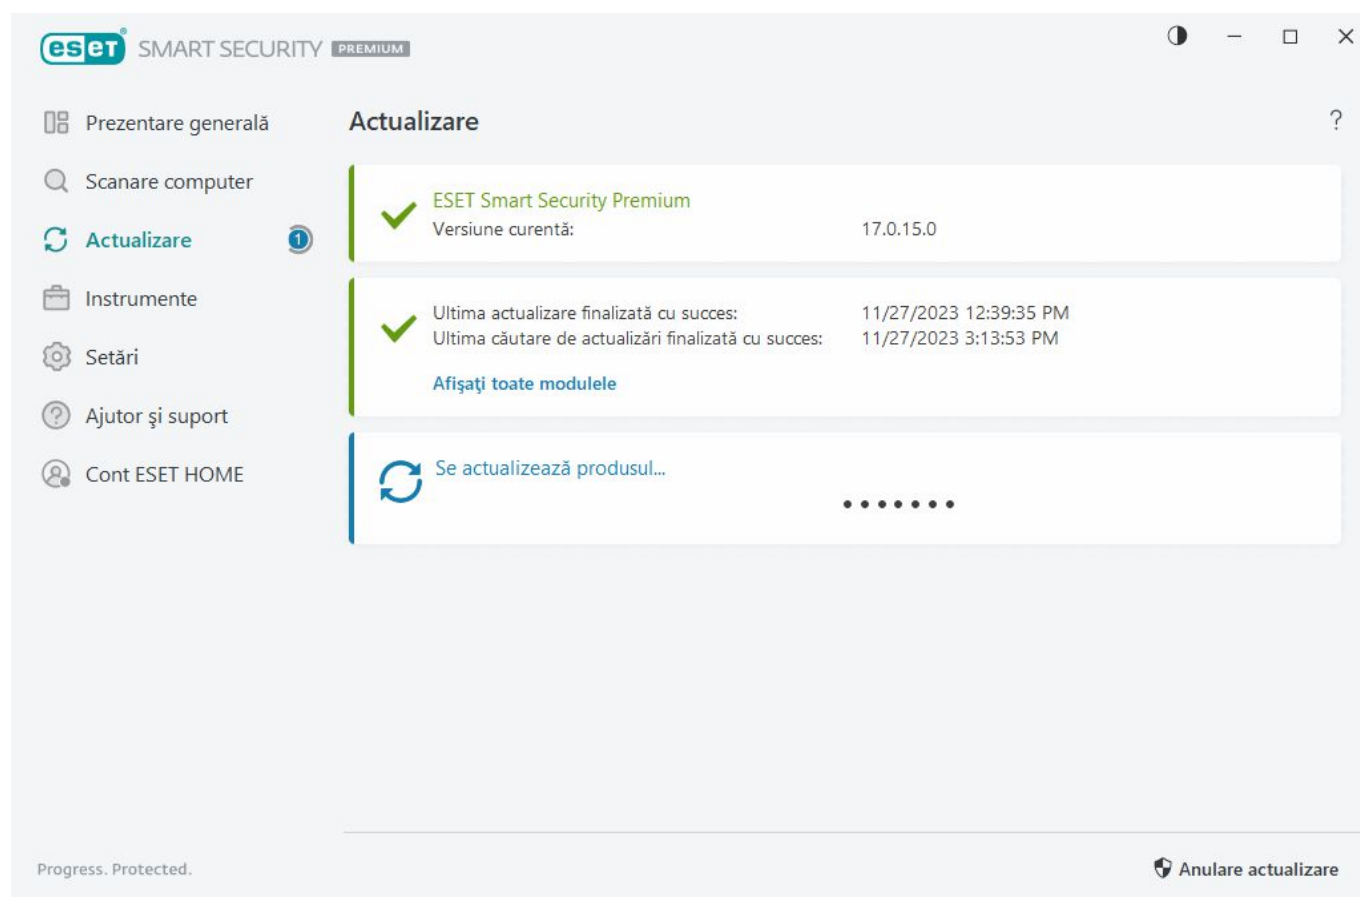 eset SMART SECURITY PREMIUM
Prezentare generală
Scanare computer
Actualizare 1
Instrumente
Setări
Ajutor şi suport
Cont ESET HOME
Actualizare ?
ESET Smart Security Premium
Versiune curentă: 17.0.15.0
Ultima actualizare finalizată cu succes: 11/27/2023 12:39:35 PM
Ultima căutare de actualizări finalizată cu succes: 11/27/2023 3:13:53 PM
Afişaţi toate modulele
Se actualizează produsul...
Progress. Protected.
Anulare actualizare